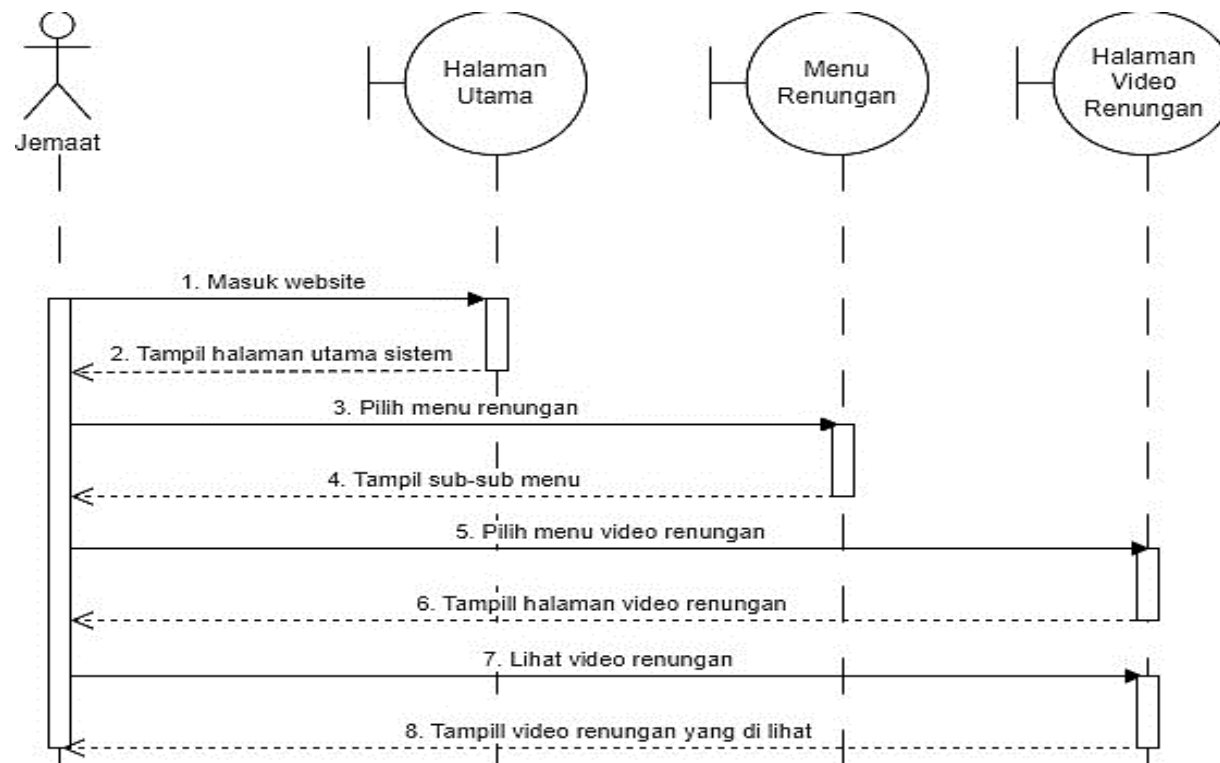 Jemaat
Halaman
Utama
Menu
Renungan
Halaman
Video
Renungan
1. Masuk website
2. Tampil halaman utama sistem
3. Pilih menu renungan
4. Tampil sub-sub menu
5. Pilih menu video renungan
6. Tampill halaman video renungan
7. Lihat video renungan
8. Tampill video renungan yang di lihat